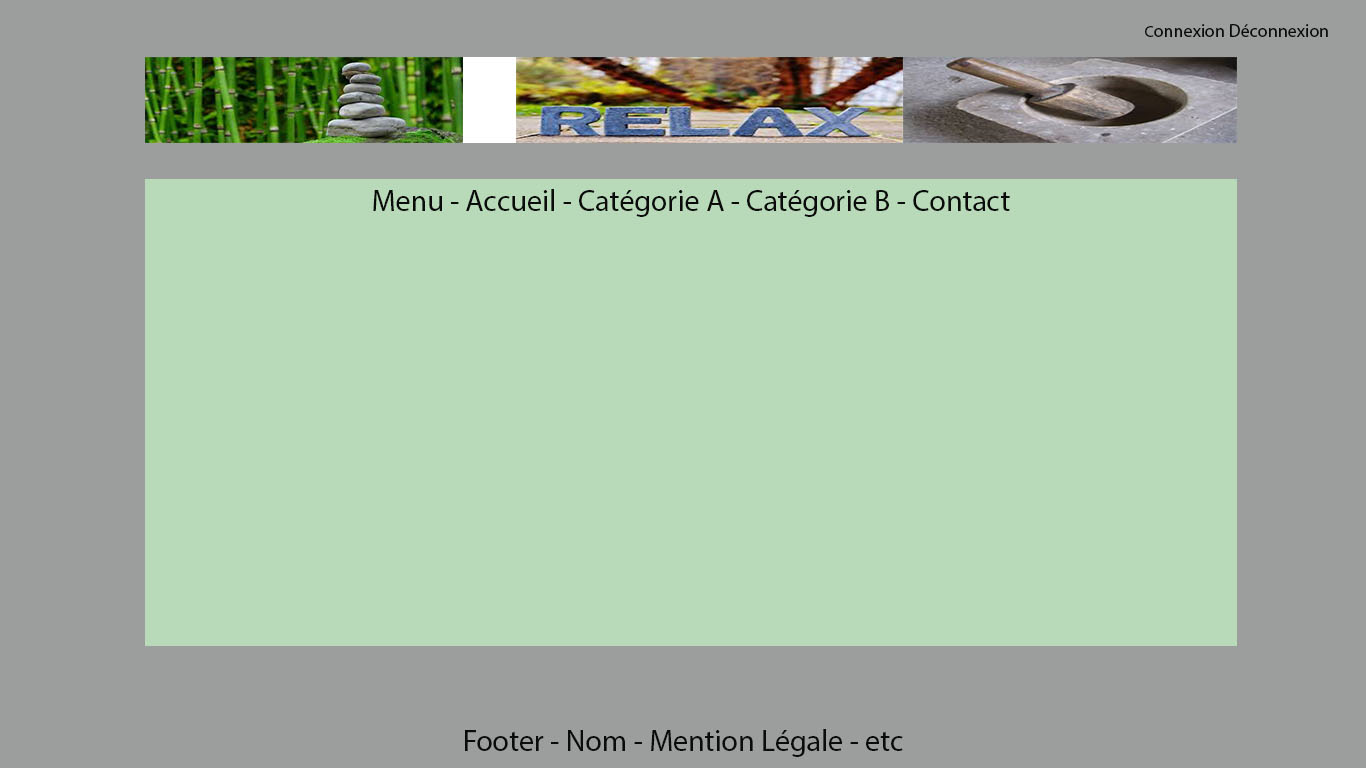 Connexion Déconnexion
RELAX
Menu - Accueil - Catégorie A - Catégorie B - Contact
Footer - Nom - Mention Légale - etc